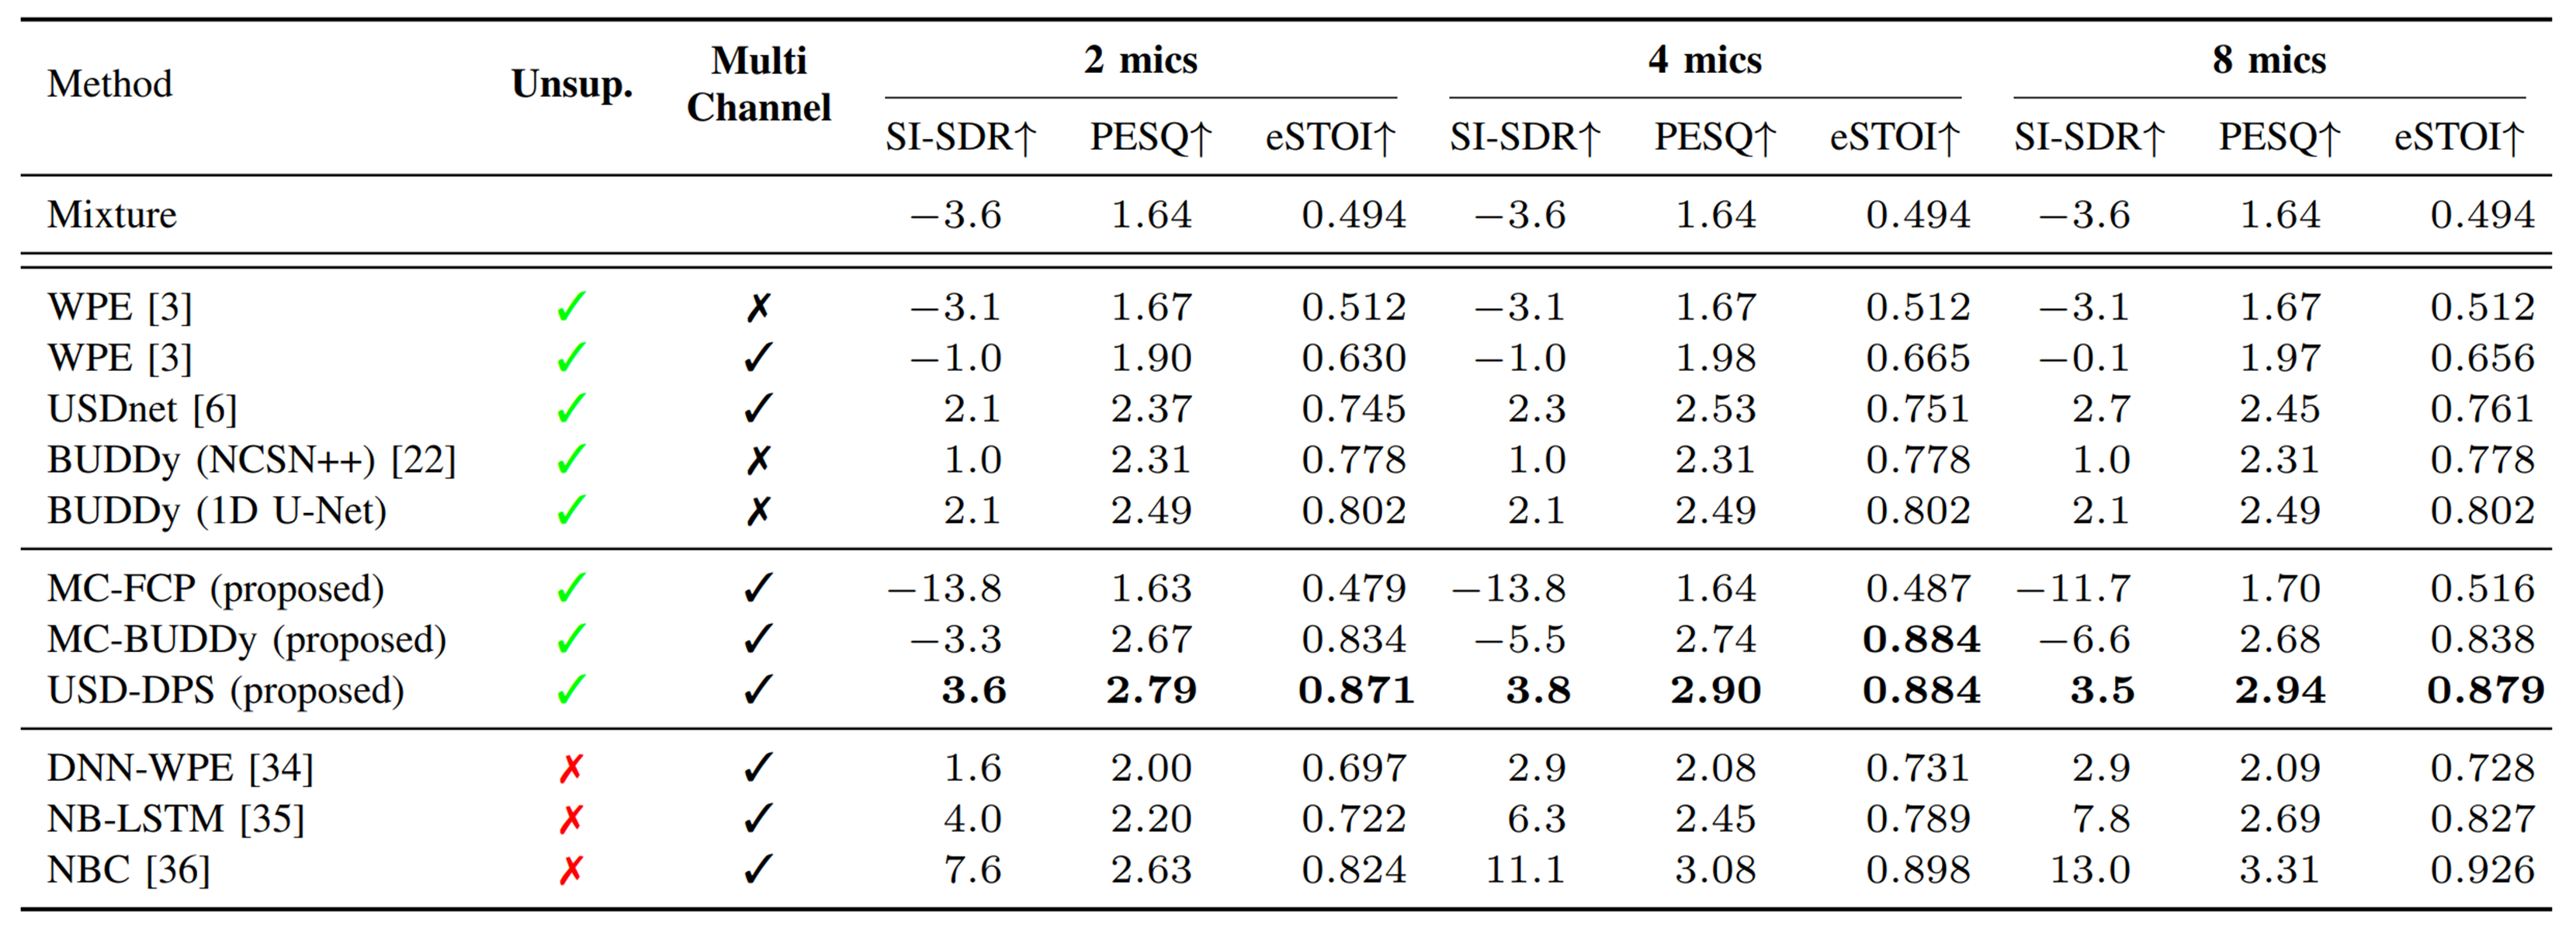 Method Unsup. Multi Channel 2 mics 4 mics 8 mics
SI-SDR↑ PESQ↑ eSTOI↑ SI-SDR↑ PESQ↑ eSTOI↑ SI-SDR↑ PESQ↑ eSTOI↑
Mixture −3.6 1.64 0.494 −3.6 1.64 0.494 −3.6 1.64 0.494
WPE [3] ✓ ✗ −3.1 1.67 0.512 −3.1 1.67 0.512 −3.1 1.67 0.512
WPE [3] ✓ ✓ −1.0 1.90 0.630 −1.0 1.98 0.665 −0.1 1.97 0.656
USDnet [6] ✓ ✓ 2.1 2.37 0.745 2.3 2.53 0.751 2.7 2.45 0.761
BUDDy (NCSN++) [22] ✓ ✗ 1.0 2.31 0.778 1.0 2.31 0.778 1.0 2.31 0.778
BUDDy (1D U-Net) ✓ ✗ 2.1 2.49 0.802 2.1 2.49 0.802 2.1 2.49 0.802
MC-FCP (proposed) ✓ ✓ −13.8 1.63 0.479 −13.8 1.64 0.487 −11.7 1.70 0.516
MC-BUDDy (proposed) ✓ ✓ −3.3 2.67 0.834 −5.5 2.74 0.884 −6.6 2.68 0.838
USD-DPS (proposed) ✓ ✓ 3.6 2.79 0.871 3.8 2.90 0.884 3.5 2.94 0.879
DNN-WPE [34] ✗ ✓ 1.6 2.00 0.697 2.9 2.08 0.731 2.9 2.09 0.728
NB-LSTM [35] ✗ ✓ 4.0 2.20 0.722 6.3 2.45 0.789 7.8 2.69 0.827
NBC [36] ✗ ✓ 7.6 2.63 0.824 11.1 3.08 0.898 13.0 3.31 0.926